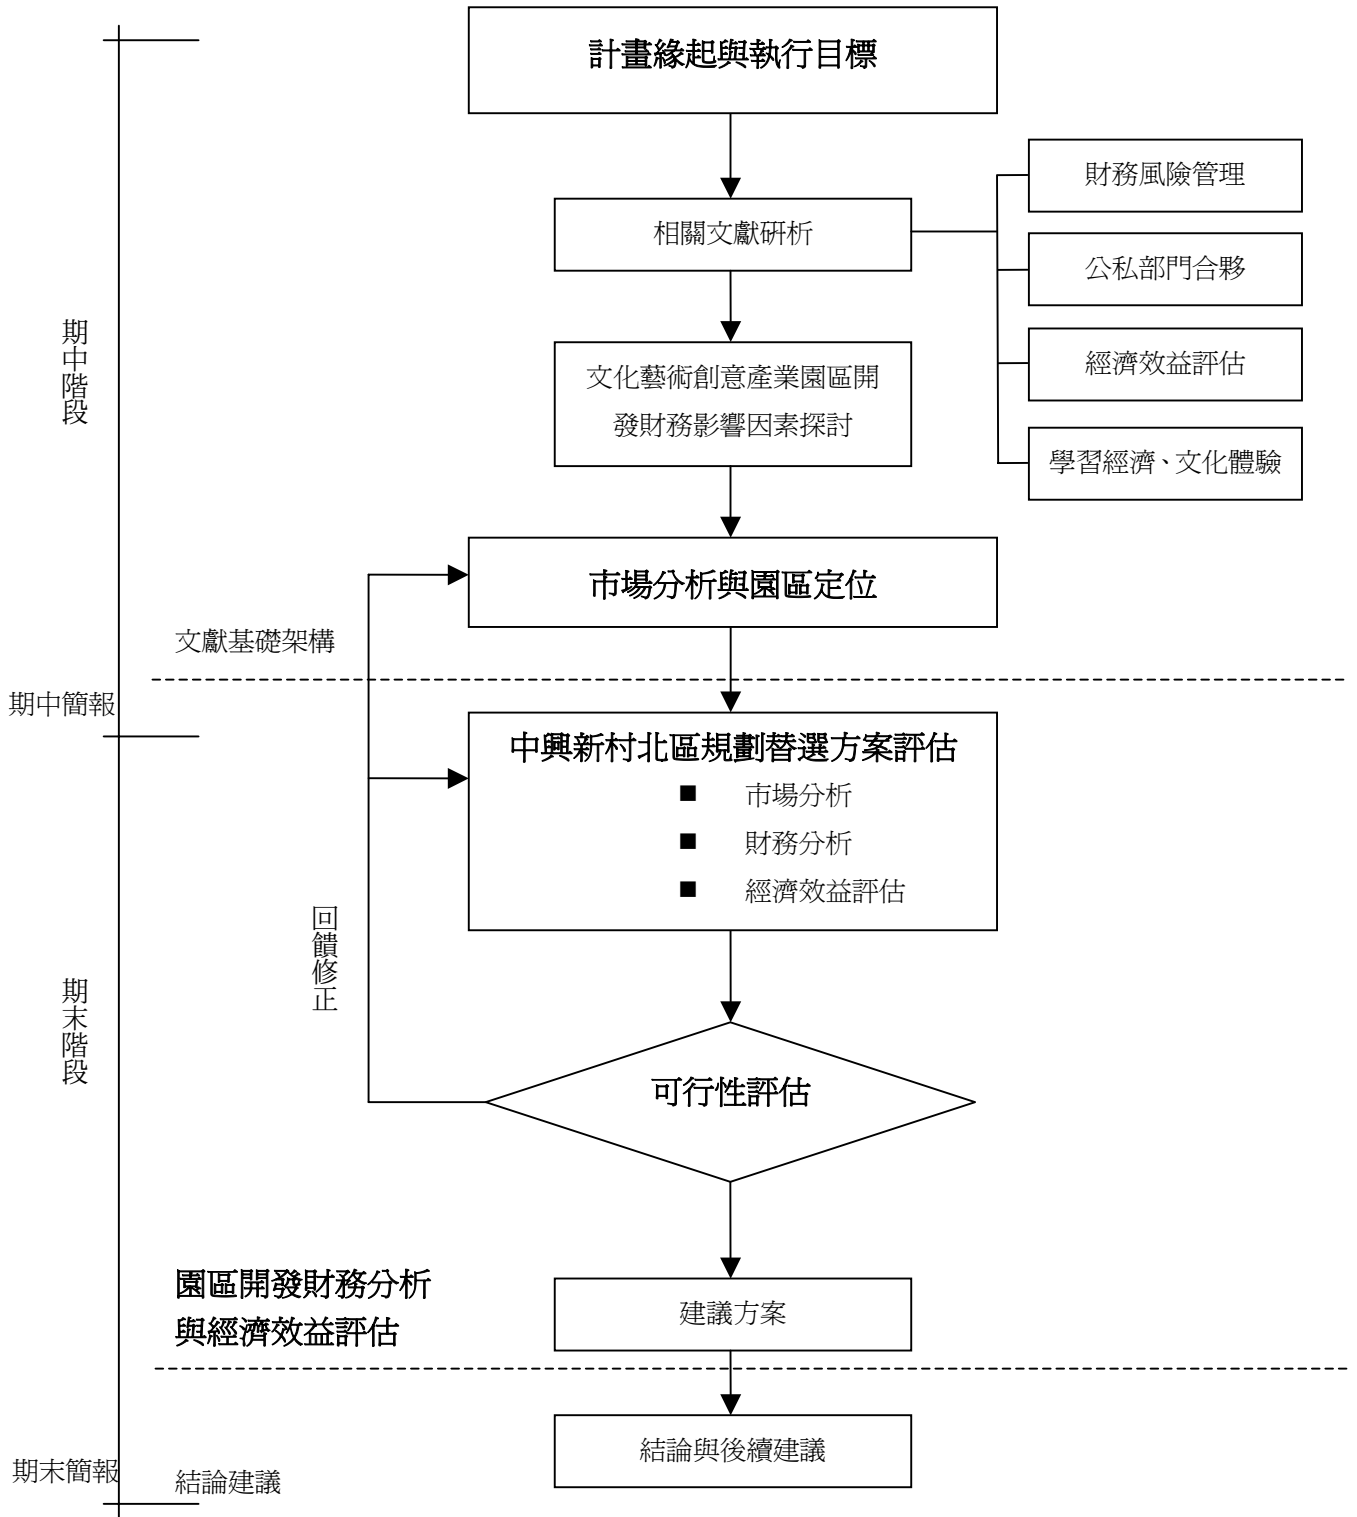 計畫緣起與執行目標
相關文獻研析
財務風險管理
公私部門合夥
經濟效益評估
學習經濟、文化體驗
文化藝術創意產業園區開
發財務影響因素探討
期中階段
市場分析與園區定位
文獻基礎架構
期中簡報
中興新村北區規劃替選方案評估
■ 市場分析
■ 財務分析
■ 經濟效益評估
回饋修正
期末階段
可行性評估
園區開發財務分析
與經濟效益評估
建議方案
結論與後續建議
期末簡報
結論建議